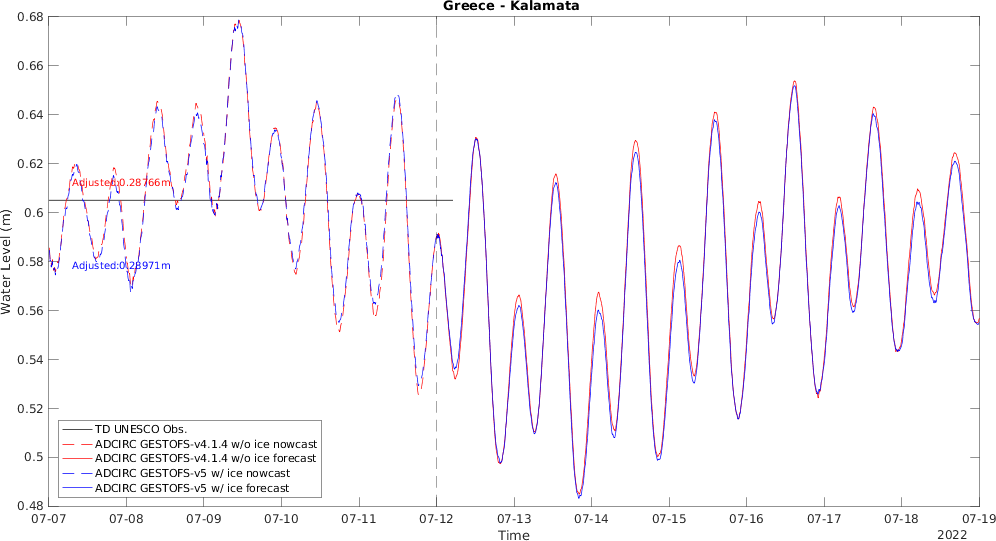 Greece - Kalamata
0.68
0.66
0.64
0.62
0.6
0.58
0.56
0.54
0.52
0.5
0.48
Water Level (m)
Adjusted:0.28766m
Adjusted:0.28971m
TD UNESCO Obs.
ADCIRC GESTOFS-v4.1.4 w/o ice nowcast
ADCIRC GESTOFS-v4.1.4 w/o ice forecast
ADCIRC GESTOFS-v5 w/ ice nowcast
ADCIRC GESTOFS-v5 w/ ice forecast
07-07 07-08 07-09 07-10 07-11 07-12 07-13 07-14 07-15 07-16 07-17 07-18 07-19
Time
2022